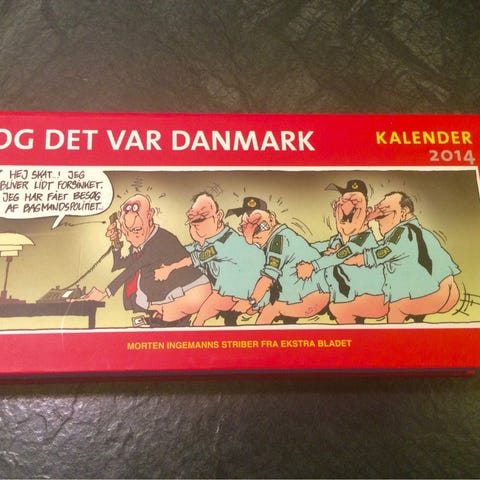 OG DET VAR DANMARK
KALENDER
2014
HEJ SKAT..! JEG
BLIVER LIDT FORSINKET.
JEG HAR FÅET BESØG
AF BAGMANDSPOLITIET...
MORTEN INGEMANNS STRIBER FRA EKSTRA BLADET